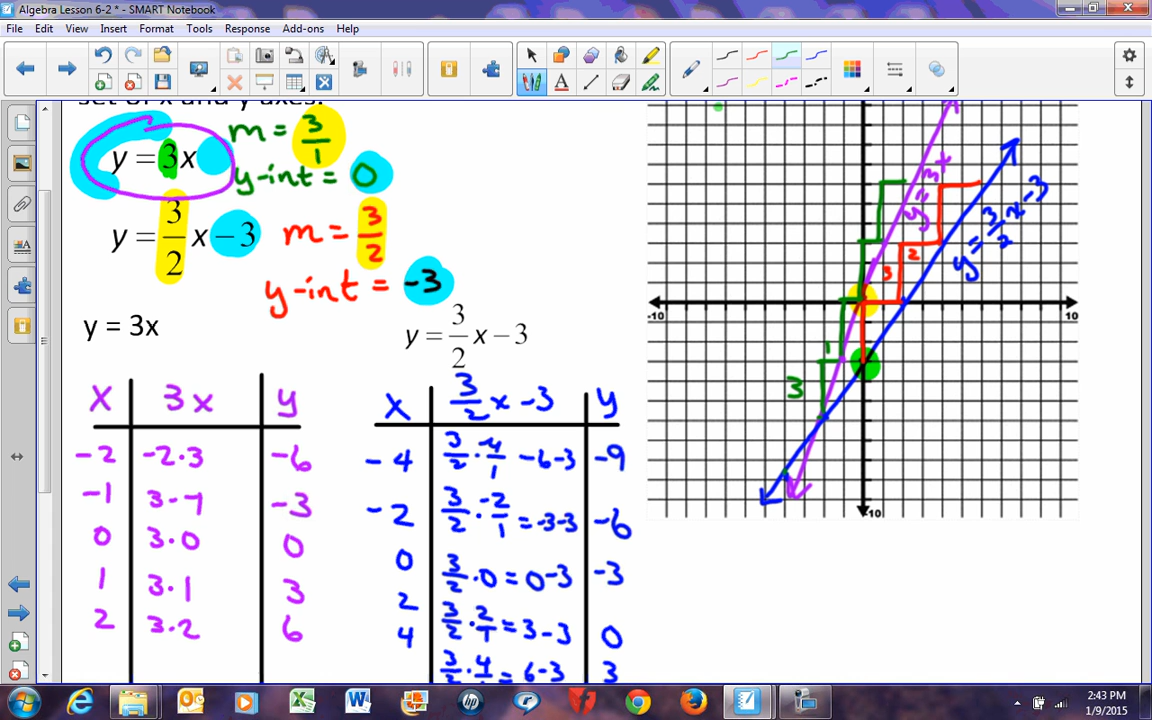 Algebra Lesson 6-2 * - SMART Notebook
File Edit View Insert Format Tools Response Add-ons Help
set of x and y axes.
y = 3x
m = 3/1
y-int = 0
y = 3/2 x - 3
m = 3/2
y-int = -3
y = 3x
y = 3/2 x - 3
x 3x y
-2 -2·3 -6
-1 3·-1 -3
0 3·0 0
1 3·1 3
2 3·2 6
x 3/2 x -3 y
-4 3/2 · -4/1 -6-3 -9
-2 3/2 · -2/1 = -3-3 -6
0 3/2 · 0 = 0-3 -3
2 3/2 · 2/1 = 3-3 0
4 3/2 · 4/1 = 6-3 3
y=3x
y=3/2x-3
3
2
-10
10
1
3
-10
2:43 PM
1/9/2015